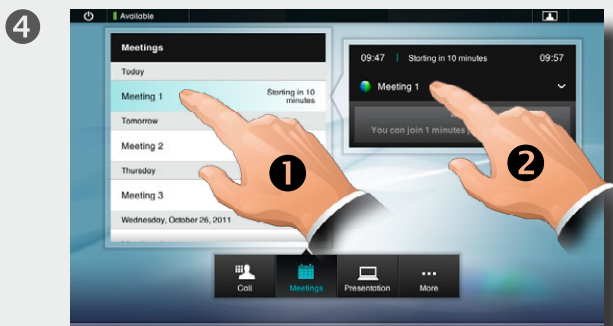 4
Available
Meetings
Today
Meeting 1
Starting in 10
minutes
Tomorrow
Meeting 2
Thursday
Meeting 3
Wednesday, October 26, 2011
09:47 | Starting in 10 minutes 09:57
Meeting 1
You can join 1 minutes
1
2
Call Meetings Presentation More